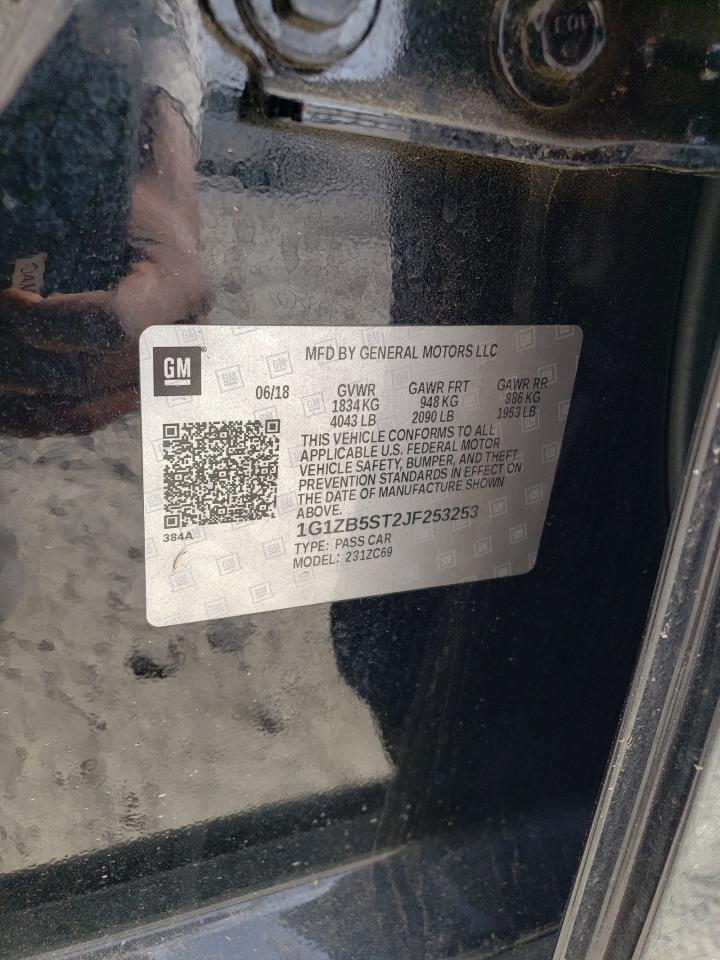 GM
MFD BY GENERAL MOTORS LLC
06/18 GVWR GAWR FRT GAWR RR
1834 KG 948 KG 886 KG
4043 LB 2090 LB 1953 LB
THIS VEHICLE CONFORMS TO ALL
APPLICABLE U.S. FEDERAL MOTOR
VEHICLE SAFETY, BUMPER, AND THEFT
PREVENTION STANDARDS IN EFFECT ON
THE DATE OF MANUFACTURE SHOWN
ABOVE.
1G1ZB5ST2JF253253
384A
TYPE: PASS CAR
MODEL: 231ZC69